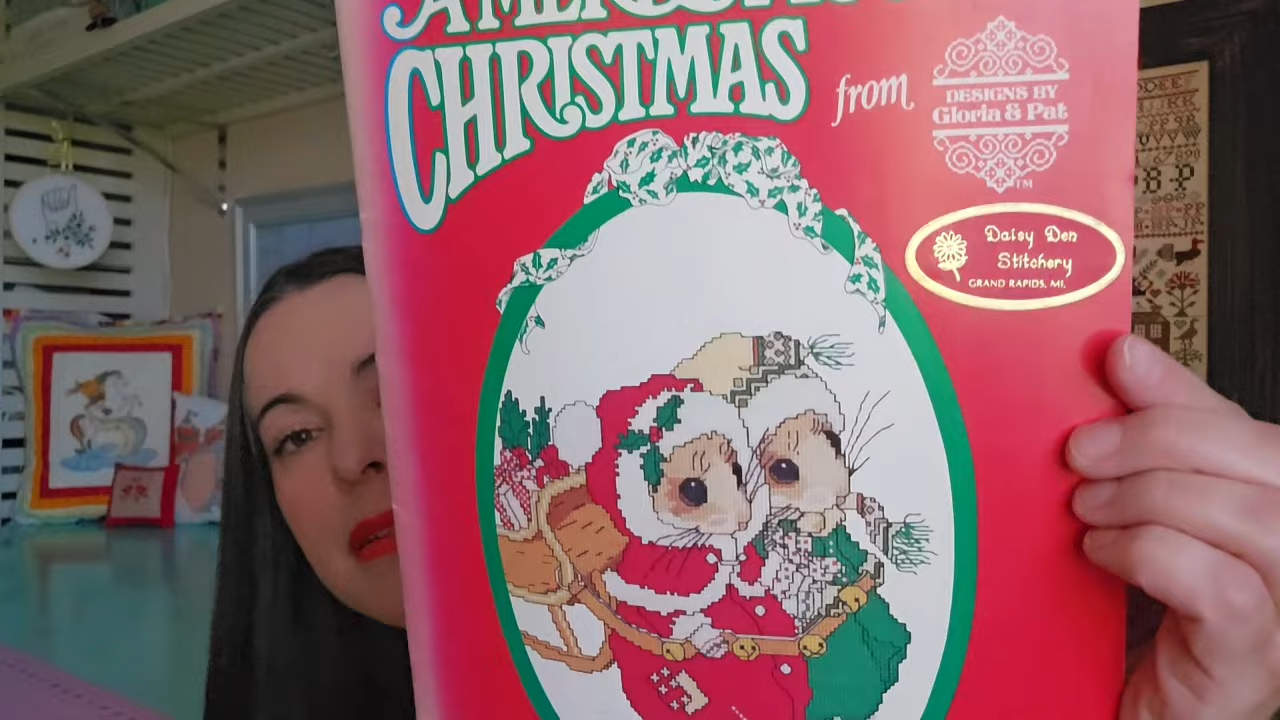 CHRISTMAS
from
DESIGNS BY
Gloria & Pat
TM
Daisy Den
Stitchery
GRAND RAPIDS, MI.